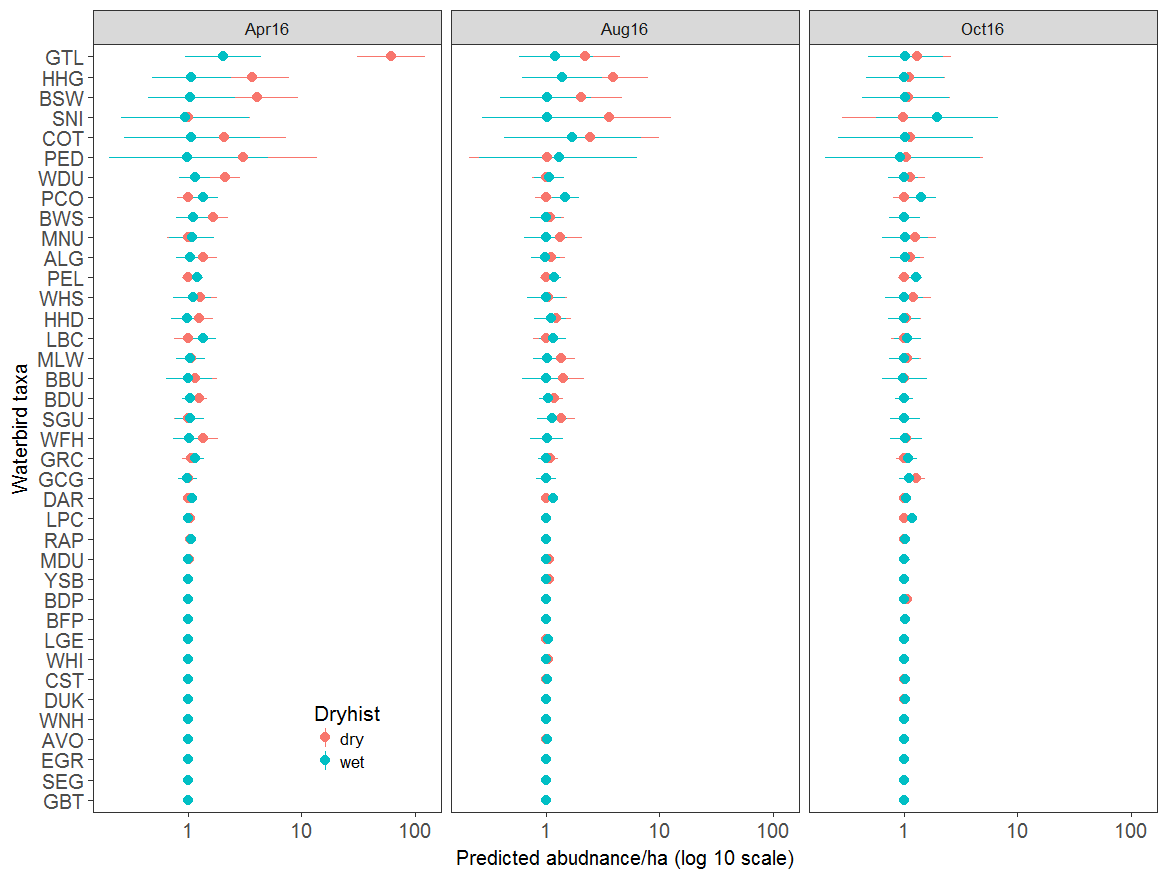 Apr16 Aug16 Oct16
GTL
HHG
BSW
SNI
COT
PED
WDU
PCO
BWS
MNU
ALG
PEL
WHS
HHD
LBC
MLW
BBU
BDU
SGU
WFH
GRC
GCG
DAR
LPC
RAP
MDU
YSB
BDP
BFP
LGE
WHI
CST
DUK
WNH
AVO
EGR
SEG
GBT
Waterbird taxa
Dryhist
dry
wet
1 10 100 1 10 100 1 10 100
Predicted abudnance/ha (log 10 scale)